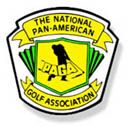 THE NATIONAL
PAN-AMERICAN
PAGA
GOLF ASSOCIATION